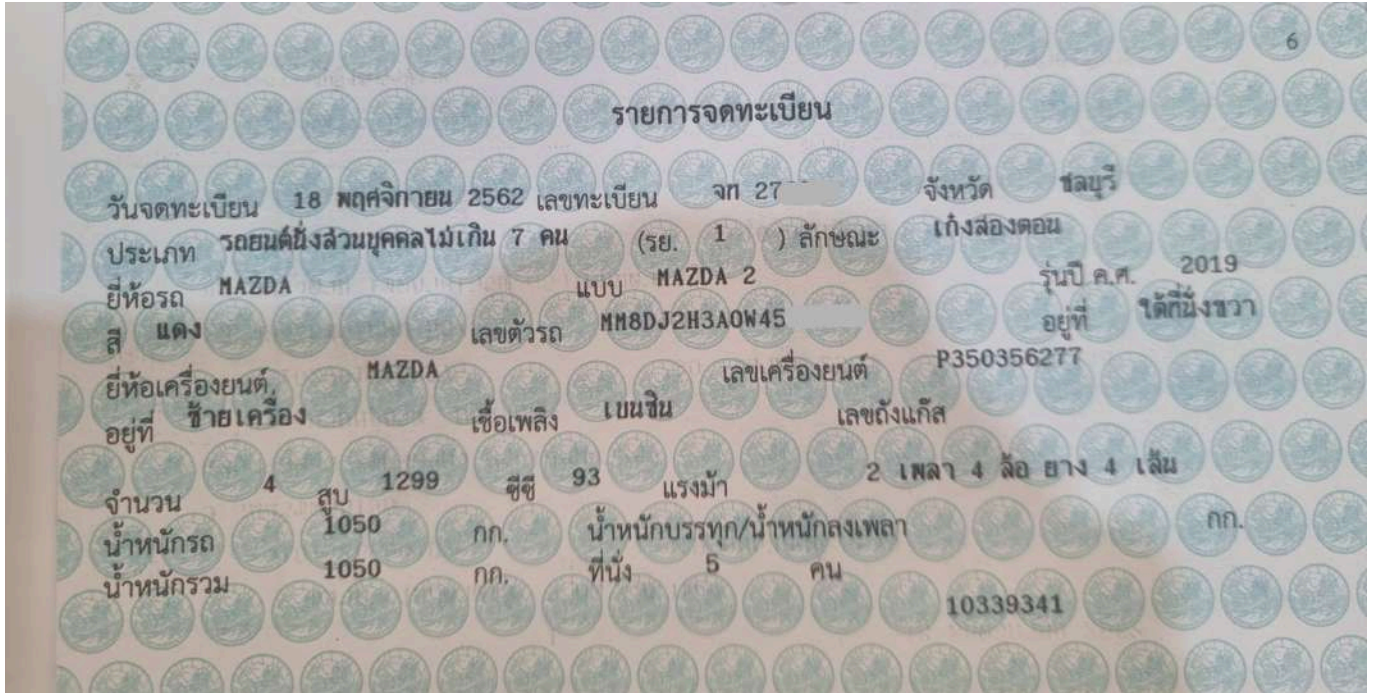 6
รายการจดทะเบียน
วันจดทะเบียน 18 พฤศจิกายน 2562 เลขทะเบียน จก 27 จังหวัด ชลบุรี
ประเภท รถยนต์นั่งส่วนบุคคลไม่เกิน 7 คน (รย. 1 ) ลักษณะ เก๋งสองตอน
ยี่ห้อรถ MAZDA แบบ MAZDA 2 รุ่นปี ค.ศ. 2019
สี แดง เลขตัวรถ MM8DJ2H3A0W45 อยู่ที่ ใต้ที่นั่งขวา
ยี่ห้อเครื่องยนต์ MAZDA เลขเครื่องยนต์ P350356277
อยู่ที่ ซ้ายเครื่อง เชื้อเพลิง เบนซิน เลขถังแก๊ส
จำนวน 4 สูบ 1299 ซีซี 93 แรงม้า 2 เพลา 4 ล้อ ยาง 4 เส้น
น้ำหนักรถ 1050 กก. น้ำหนักบรรทุก/น้ำหนักลงเพลา กก.
น้ำหนักรวม 1050 กก. ที่นั่ง 5 คน
10339341